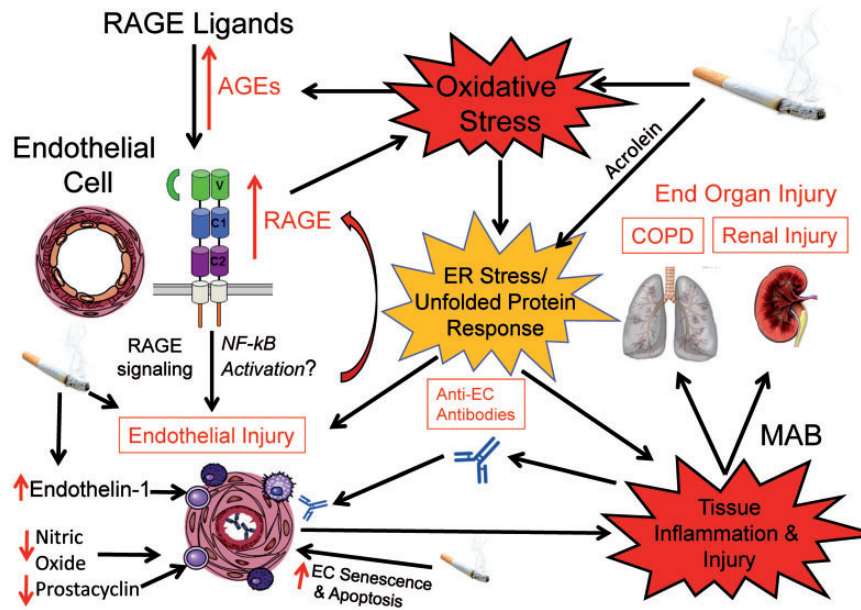 RAGE Ligands
AGEs
Oxidative
Stress
Endothelial
Cell
V
C1
C2
RAGE
Acrolein
End Organ Injury
COPD
Renal Injury
ER Stress/
Unfolded Protein
Response
RAGE
signaling
NF-kB
Activation?
Anti-EC
Antibodies
Endothelial Injury
MAB
Endothelin-1
Nitric
Oxide
Prostacyclin
EC Senescence
& Apoptosis
Tissue
Inflammation &
Injury